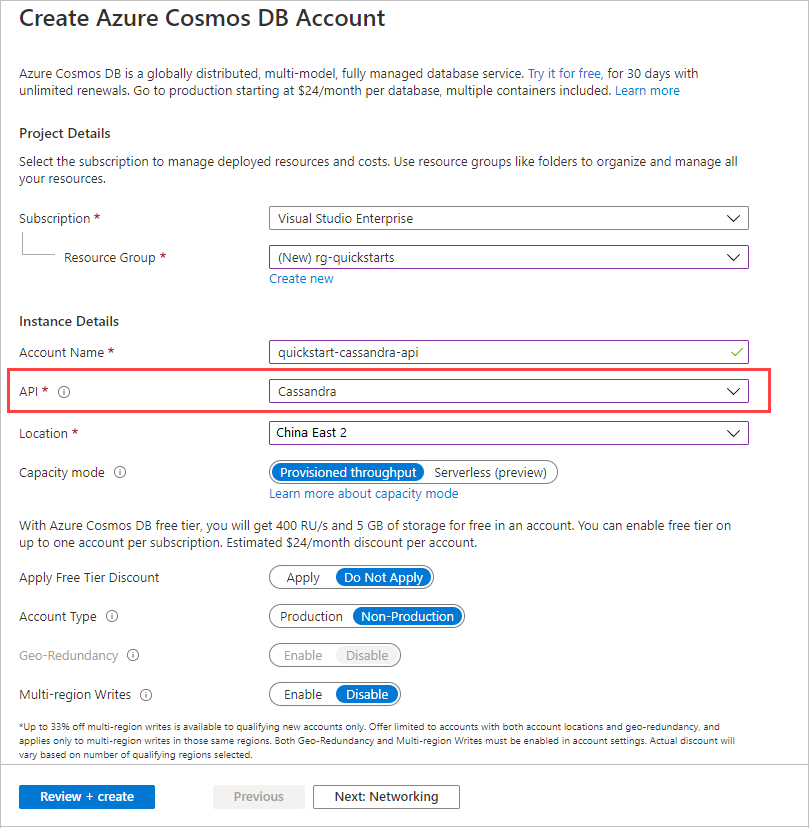 Create Azure Cosmos DB Account
Azure Cosmos DB is a globally distributed, multi-model, fully managed database service. Try it for free, for 30 days with
unlimited renewals. Go to production starting at $24/month per database, multiple containers included. Learn more
Project Details
Select the subscription to manage deployed resources and costs. Use resource groups like folders to organize and manage all
your resources.
Subscription * Visual Studio Enterprise
Resource Group * (New) rg-quickstarts
Create new
Instance Details
Account Name * quickstart-cassandra-api
API * Cassandra
Location * China East 2
Capacity mode Provisioned throughput Serverless (preview)
Learn more about capacity mode
With Azure Cosmos DB free tier, you will get 400 RU/s and 5 GB of storage for free in an account. You can enable free tier on
up to one account per subscription. Estimated $24/month discount per account.
Apply Free Tier Discount Apply Do Not Apply
Account Type Production Non-Production
Geo-Redundancy Enable Disable
Multi-region Writes Enable Disable
*Up to 33% off multi-region writes is available to qualifying new accounts only. Offer limited to accounts with both account locations and geo-redundancy, and
applies only to multi-region writes in those same regions. Both Geo-Redundancy and Multi-region Writes must be enabled in account settings. Actual discount will
vary based on number of qualifying regions selected.
Review + create Previous Next: Networking